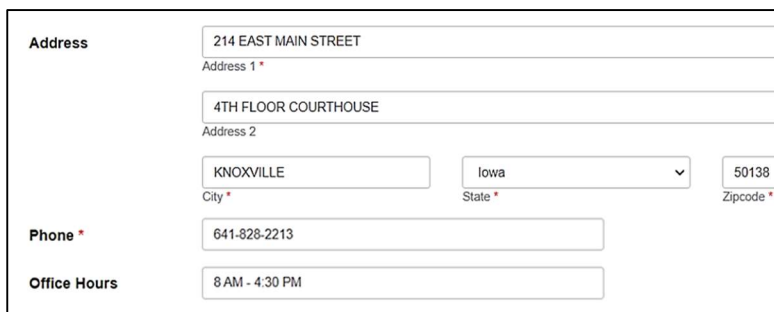 Address 214 EAST MAIN STREET
Address 1 *
4TH FLOOR COURTHOUSE
Address 2
KNOXVILLE Iowa 50138
City * State * Zipcode *
Phone * 641-828-2213
Office Hours 8 AM - 4:30 PM